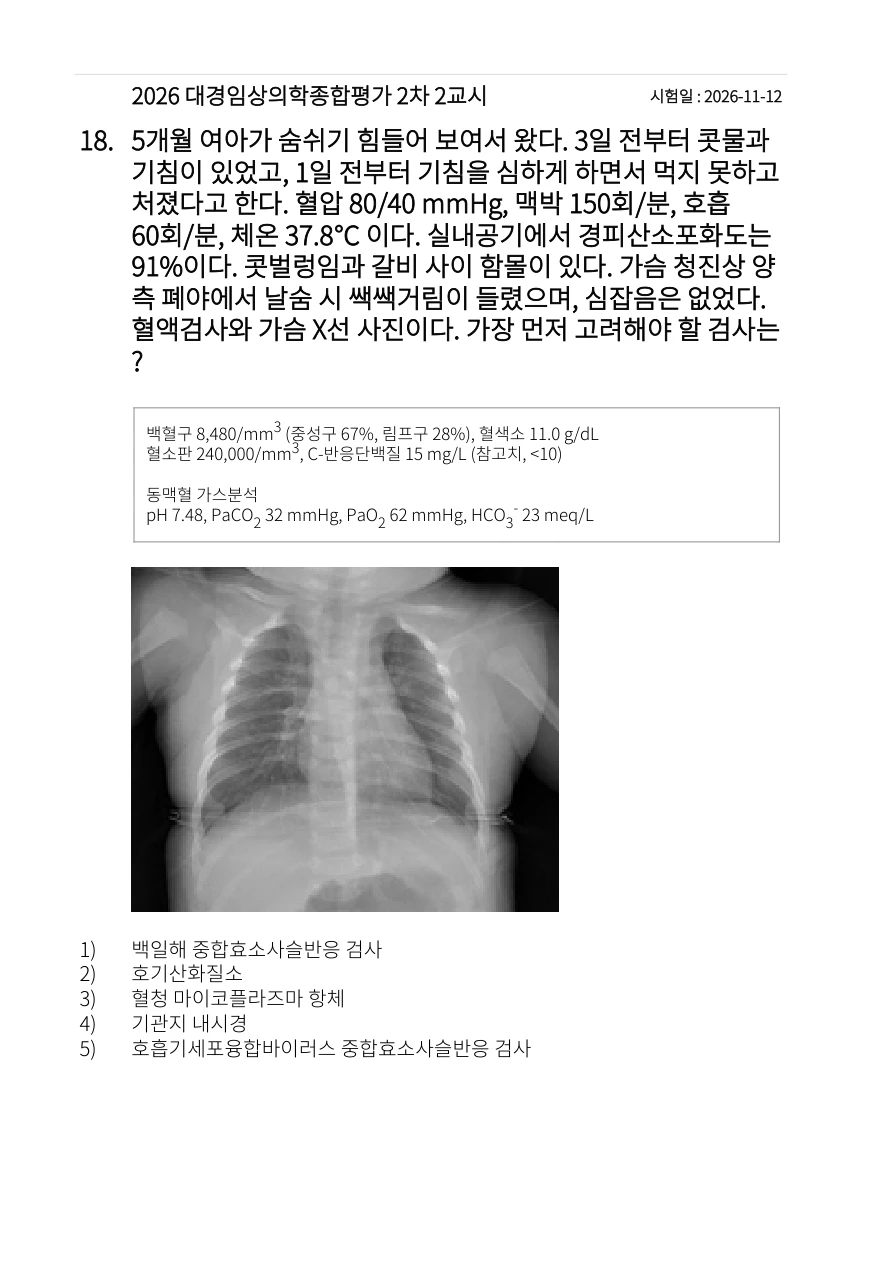 2026 대경임상의학종합평가 2차 2교시
시험일 : 2026-11-12
18. 5개월 여아가 숨쉬기 힘들어 보여서 왔다. 3일 전부터 콧물과
기침이 있었고, 1일 전부터 기침을 심하게 하면서 먹지 못하고
처졌다고 한다. 혈압 80/40 mmHg, 맥박 150회/분, 호흡
60회/분, 체온 37.8℃ 이다. 실내공기에서 경피산소포화도는
91%이다. 콧벌렁임과 갈비 사이 함몰이 있다. 가슴 청진상 양
측 폐야에서 날숨 시 쌕쌕거림이 들렸으며, 심잡음은 없었다.
혈액검사와 가슴 X선 사진이다. 가장 먼저 고려해야 할 검사는
?
백혈구 8,480/mm³ (중성구 67%, 림프구 28%), 혈색소 11.0 g/dL
혈소판 240,000/mm³, C-반응단백질 15 mg/L (참고치, <10)
동맥혈 가스분석
pH 7.48, PaCO₂ 32 mmHg, PaO₂ 62 mmHg, HCO₃⁻ 23 meq/L
1) 백일해 중합효소사슬반응 검사
2) 호기산화질소
3) 혈청 마이코플라즈마 항체
4) 기관지 내시경
5) 호흡기세포융합바이러스 중합효소사슬반응 검사